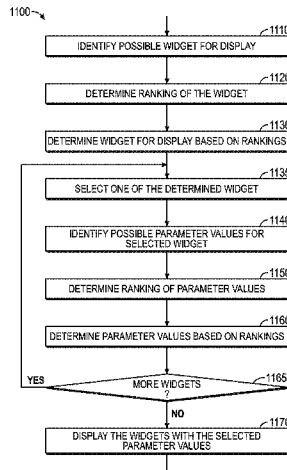 1100
1110
IDENTIFY POSSIBLE WIDGET FOR DISPLAY
1120
DETERMINE RANKING OF THE WIDGET
1130
DETERMINE WIDGET FOR DISPLAY BASED ON RANKINGS
1135
SELECT ONE OF THE DETERMINED WIDGET
1140
IDENTIFY POSSIBLE PARAMETER VALUES FOR
SELECTED WIDGET
1150
DETERMINE RANKING OF PARAMETER VALUES
1160
DETERMINE PARAMETER VALUES BASED ON RANKINGS
1165
YES
MORE WIDGETS
?
NO
1170
DISPLAY THE WIDGETS WITH THE SELECTED
PARAMETER VALUES